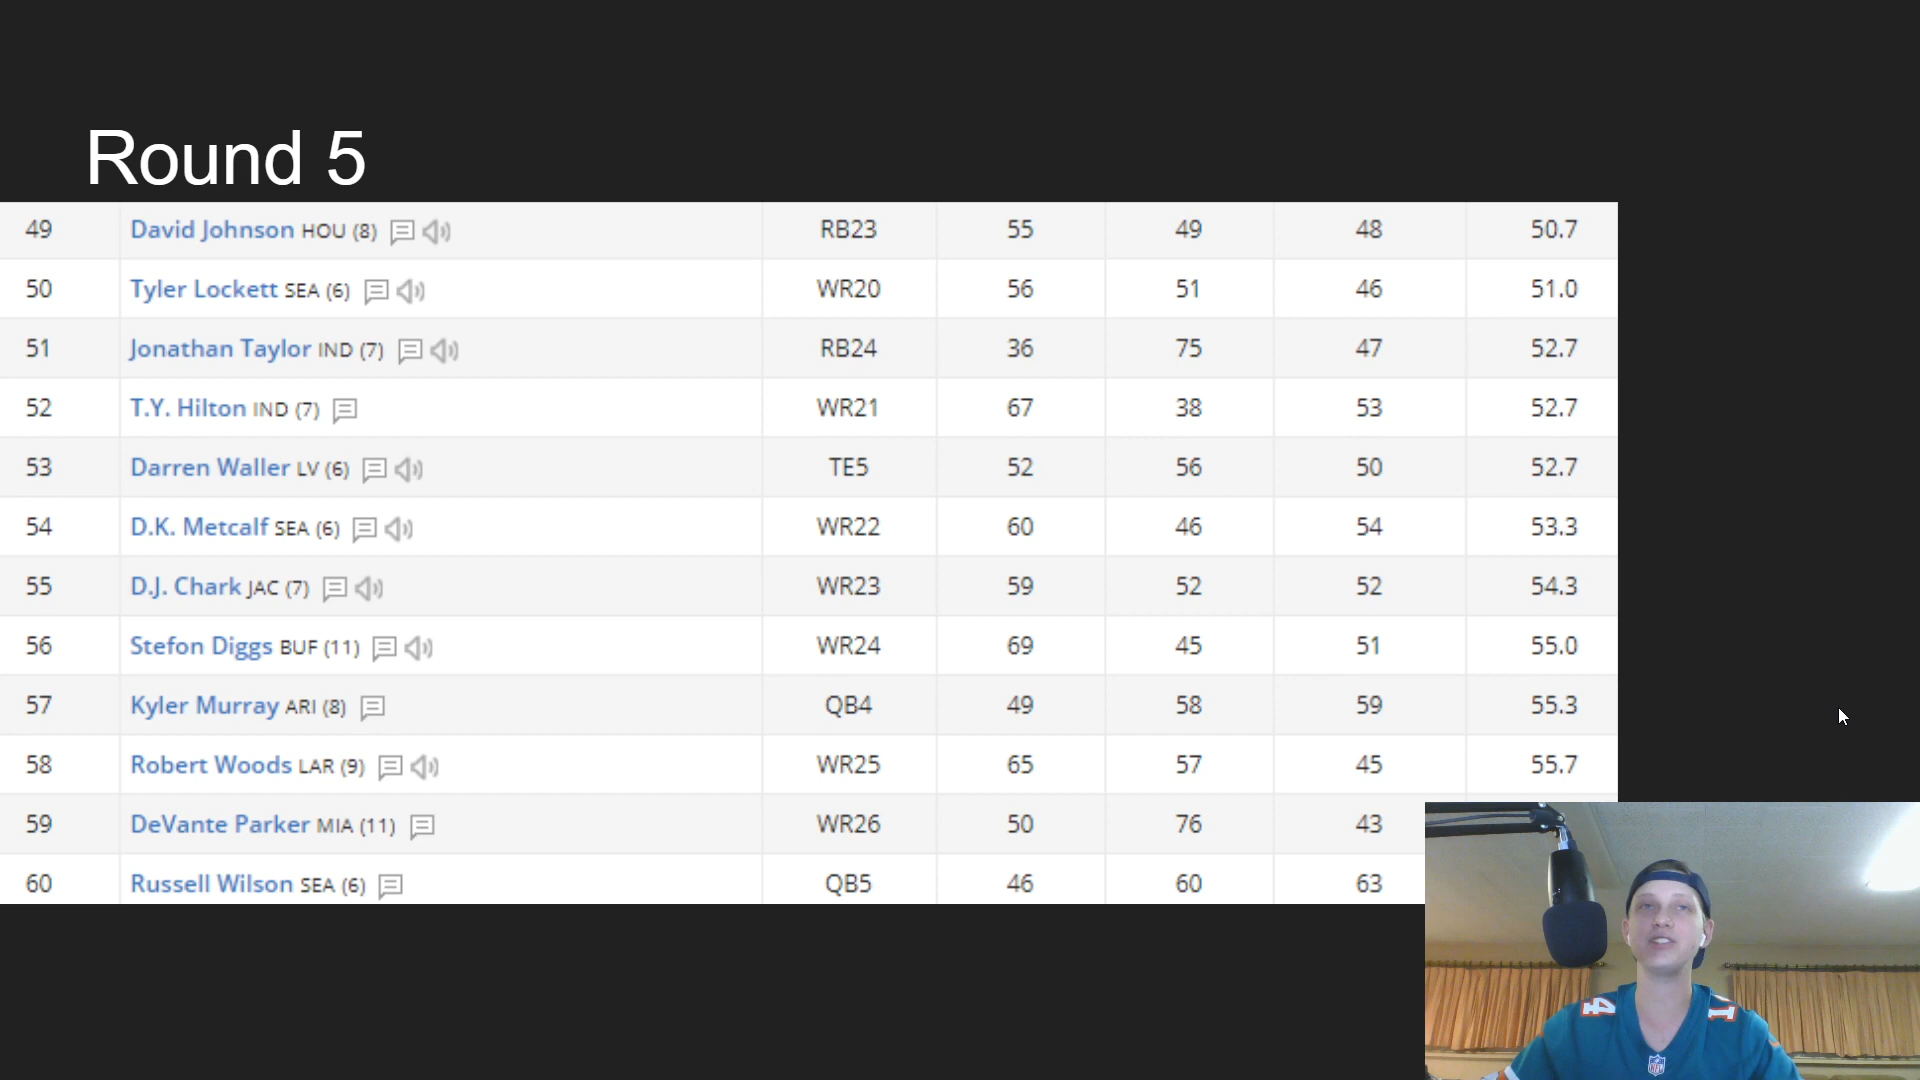 Round 5
49 David Johnson HOU (8) RB23 55 49 48 50.7
50 Tyler Lockett SEA (6) WR20 56 51 46 51.0
51 Jonathan Taylor IND (7) RB24 36 75 47 52.7
52 T.Y. Hilton IND (7) WR21 67 38 53 52.7
53 Darren Waller LV (6) TE5 52 56 50 52.7
54 D.K. Metcalf SEA (6) WR22 60 46 54 53.3
55 D.J. Chark JAC (7) WR23 59 52 52 54.3
56 Stefon Diggs BUF (11) WR24 69 45 51 55.0
57 Kyler Murray ARI (8) QB4 49 58 59 55.3
58 Robert Woods LAR (9) WR25 65 57 45 55.7
59 DeVante Parker MIA (11) WR26 50 76 43
60 Russell Wilson SEA (6) QB5 46 60 63
4 1
NFL